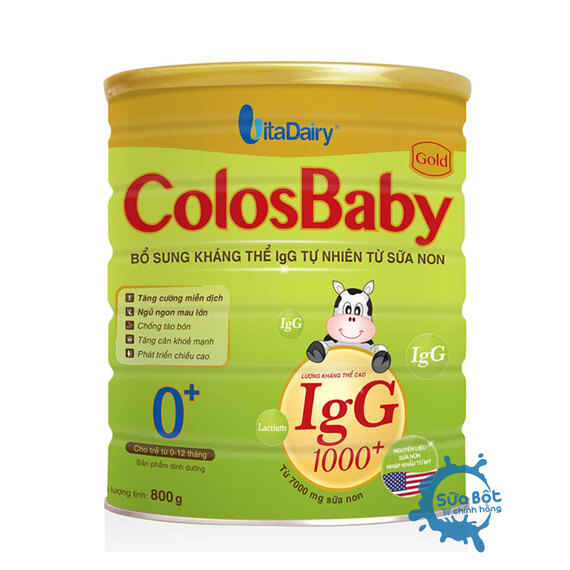 VitaDairy®
Gold
ColosBaby
BỔ SUNG KHÁNG THỂ IgG TỰ NHIÊN TỪ SỮA NON
Tăng cường miễn dịch
Ngủ ngon mau lớn
Chống táo bón
Tăng cân khoẻ mạnh
Phát triển chiều cao
IgG
IgG
LƯỢNG KHÁNG THỂ CAO
IgG
1000+
Lactium
Từ 7000 mg sữa non
0+
Cho trẻ từ 0-12 tháng
Sản phẩm dinh dưỡng
lượng tịnh: 800 g
NGUYÊN LIỆU
SỮA NON
NHẬP KHẨU TỪ MỸ
Sữa Bột
chính hãng